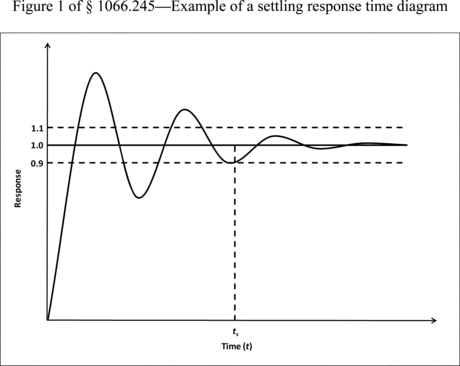 Figure 1 of § 1066.245—Example of a settling response time diagram
1.1
1.0
0.9
Response
ts
Time (t)